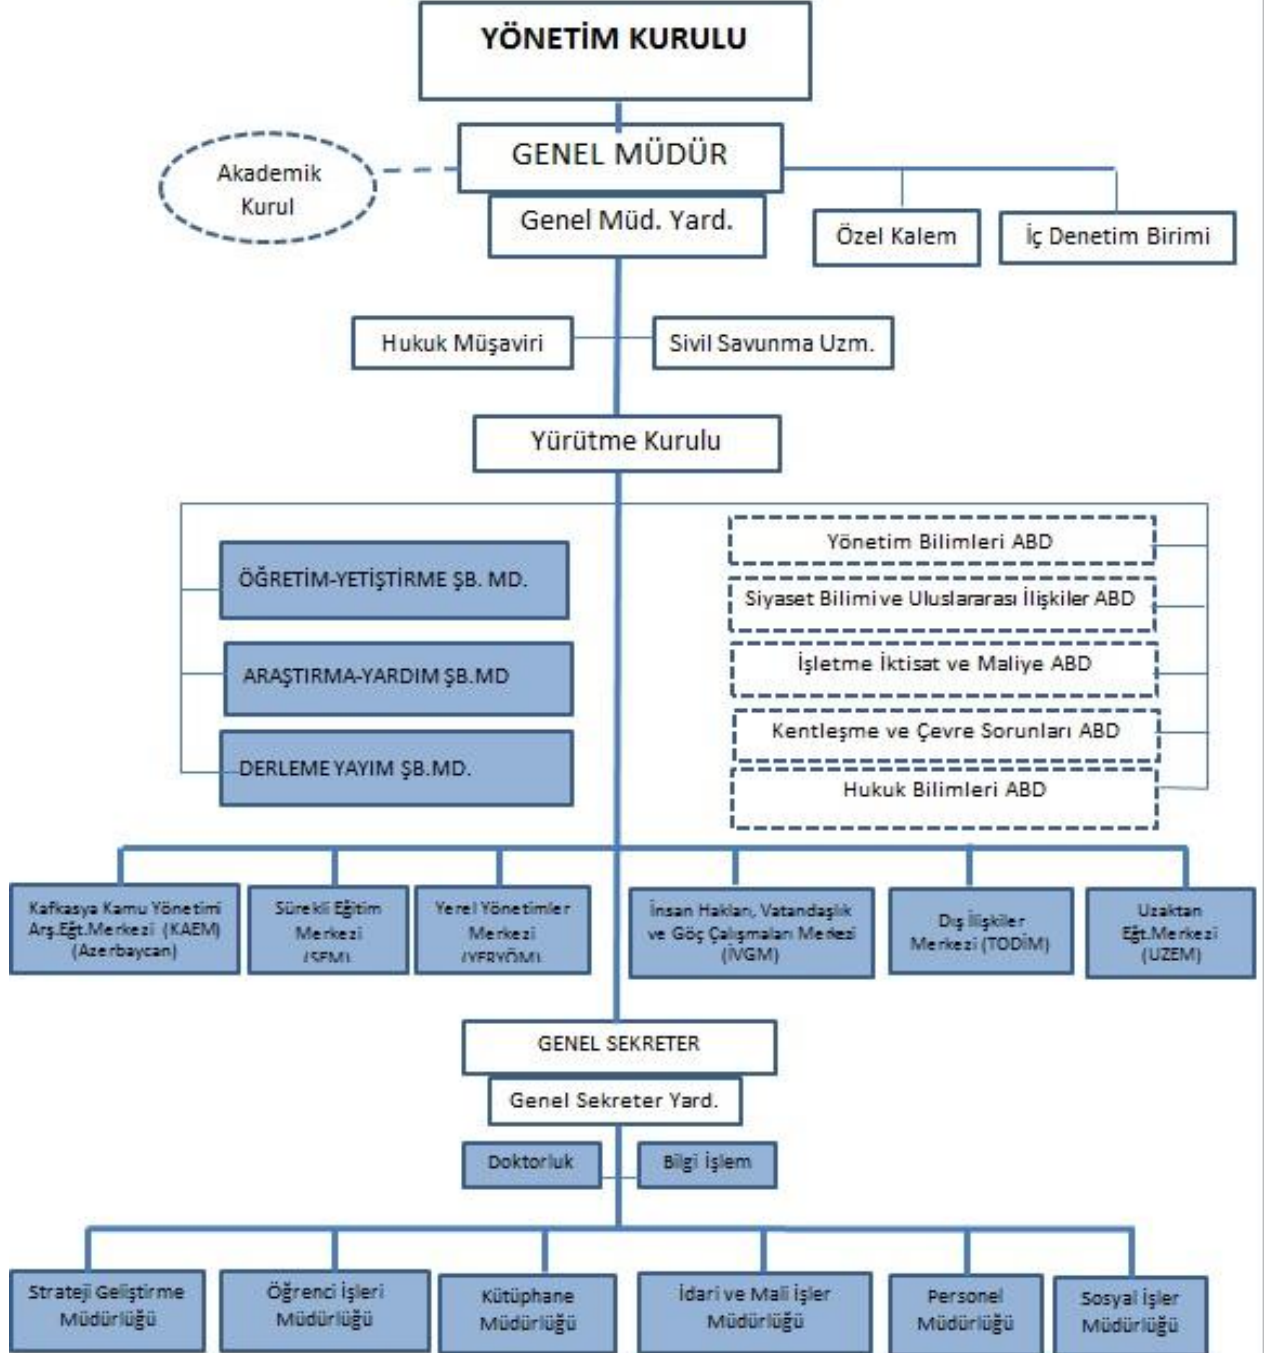 YÖNETİM KURULU
GENEL MÜDÜR
Akademik
Kurul
Genel Müd. Yard.
Özel Kalem
İç Denetim Birimi
Hukuk Müşaviri
Sivil Savunma Uzm.
Yürütme Kurulu
ÖĞRETİM-YETİŞTİRME ŞB. MD.
ARAŞTIRMA-YARDIM ŞB.MD
DERLEME YAYIM ŞB.MD.
Yönetim Bilimleri ABD
Siyaset Bilimi ve Uluslararası İlişkiler ABD
İşletme İktisat ve Maliye ABD
Kentleşme ve Çevre Sorunları ABD
Hukuk Bilimleri ABD
Kafkasya Kamu Yönetimi
Arş.Eğt.Merkezi (KAEM)
(Azerbaycan)
Sürekli Eğitim
Merkezi
(SEM)
Yerel Yönetimler
Merkezi
(YERYÖM)
İnsan Hakları, Vatandaşlık
ve Göç Çalışmaları Merkezi
(İVGM)
Dış İlişkiler
Merkezi (TODİM)
Uzaktan
Eğt.Merkezi
(UZEM)
GENEL SEKRETER
Genel Sekreter Yard.
Doktorluk
Bilgi İşlem
Strateji Geliştirme
Müdürlüğü
Öğrenci İşleri
Müdürlüğü
Kütüphane
Müdürlüğü
İdari ve Mali İşler
Müdürlüğü
Personel
Müdürlüğü
Sosyal İşler
Müdürlüğü